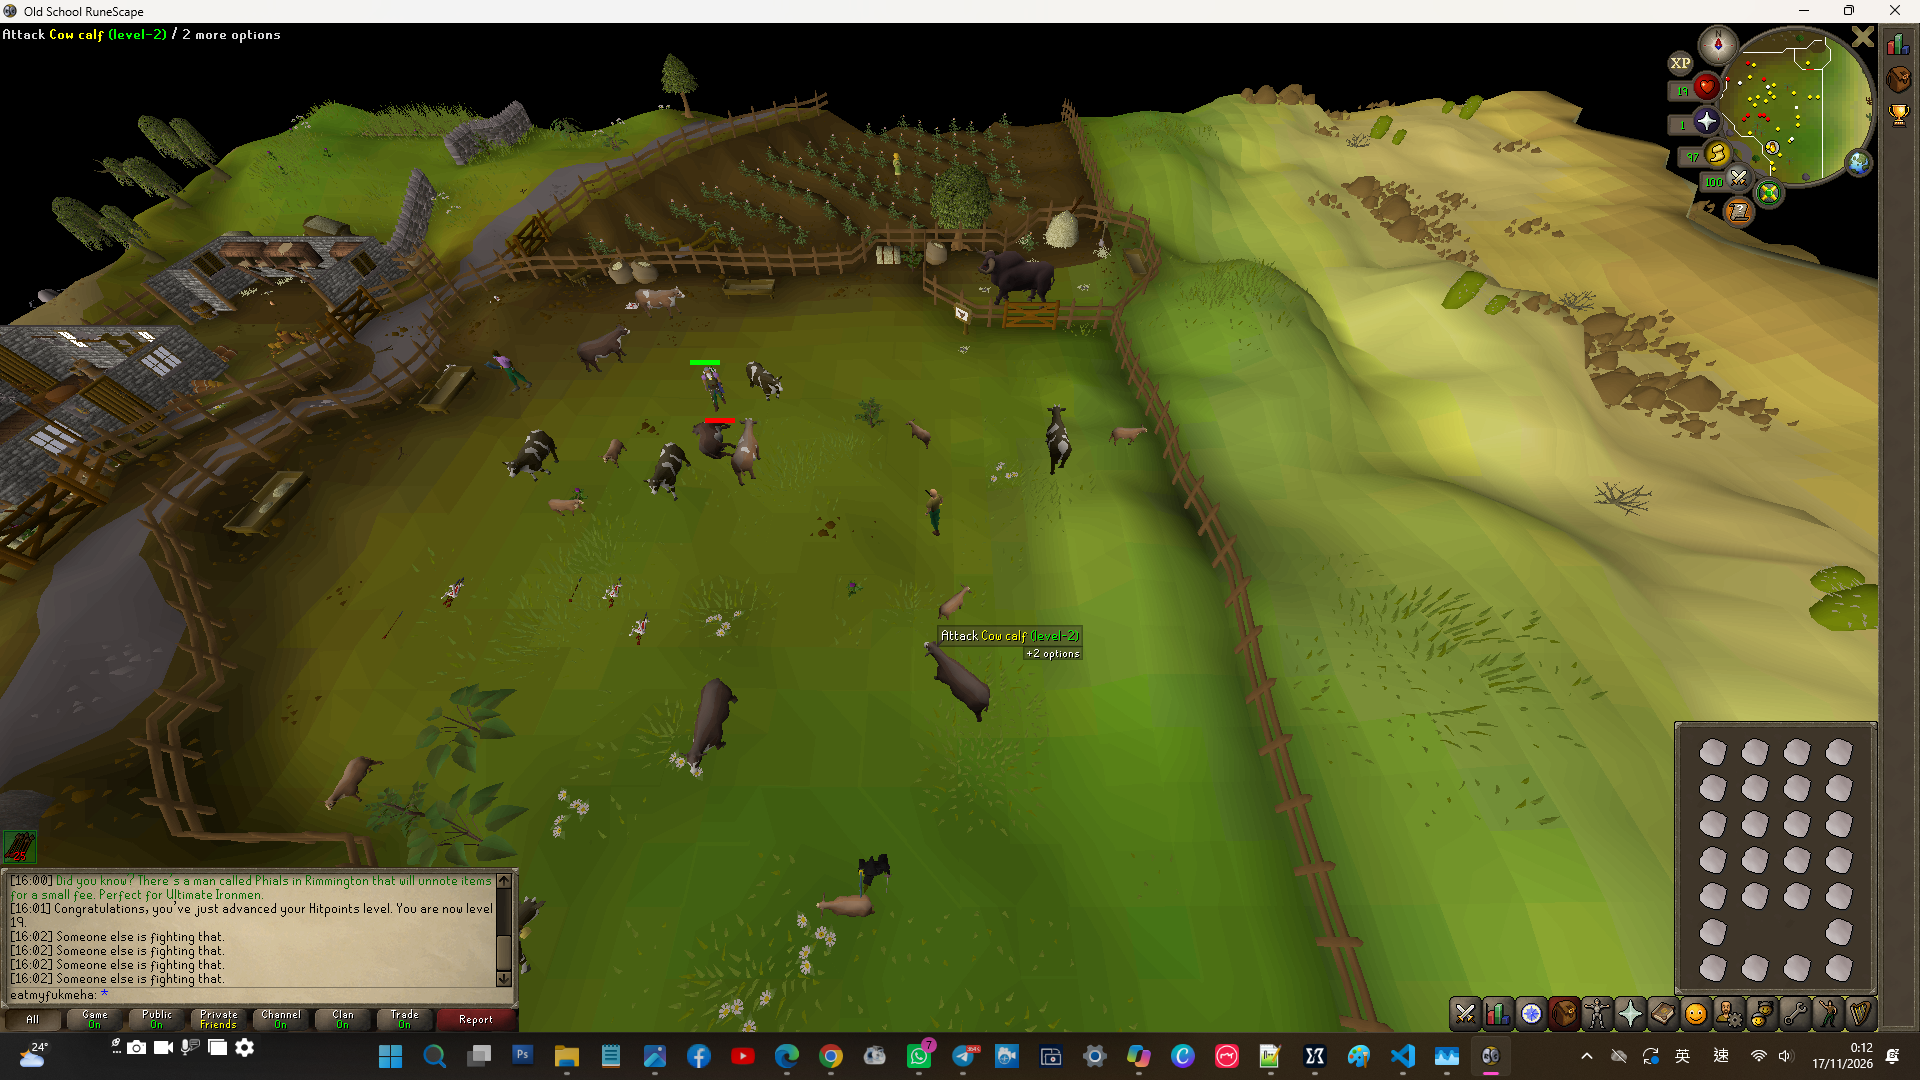 Old School RuneScape
Attack Cow calf (level-2) / 2 more options
N
XP
19
1
97
100
Attack Cow calf (level-2)
+2 options
25
[16:00] Did you know? There's a man called Phials in Rimmington that will unnote items
for a small fee. Perfect for Ultimate Ironmen.
[16:01] Congratulations, you've just advanced your Hitpoints level. You are now level
19.
[16:02] Someone else is fighting that.
[16:02] Someone else is fighting that.
[16:02] Someone else is fighting that.
[16:02] Someone else is fighting that.
eatmyfukmeha: *
All
Game
On
Public
On
Private
Friends
Channel
On
Clan
On
Trade
On
Report
24°
Ps
7
英
速
0:12
17/11/2026